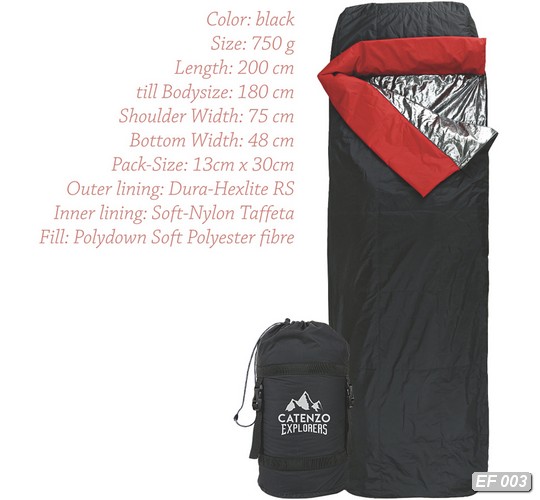 Color: black
Size: 750 g
Length: 200 cm
till Bodysize: 180 cm
Shoulder Width: 75 cm
Bottom Width: 48 cm
Pack-Size: 13cm x 30cm
Outer lining: Dura-Hexlite RS
Inner lining: Soft-Nylon Taffeta
Fill: Polydown Soft Polyester fibre
CATENZO
EXPLORERS
EF 003